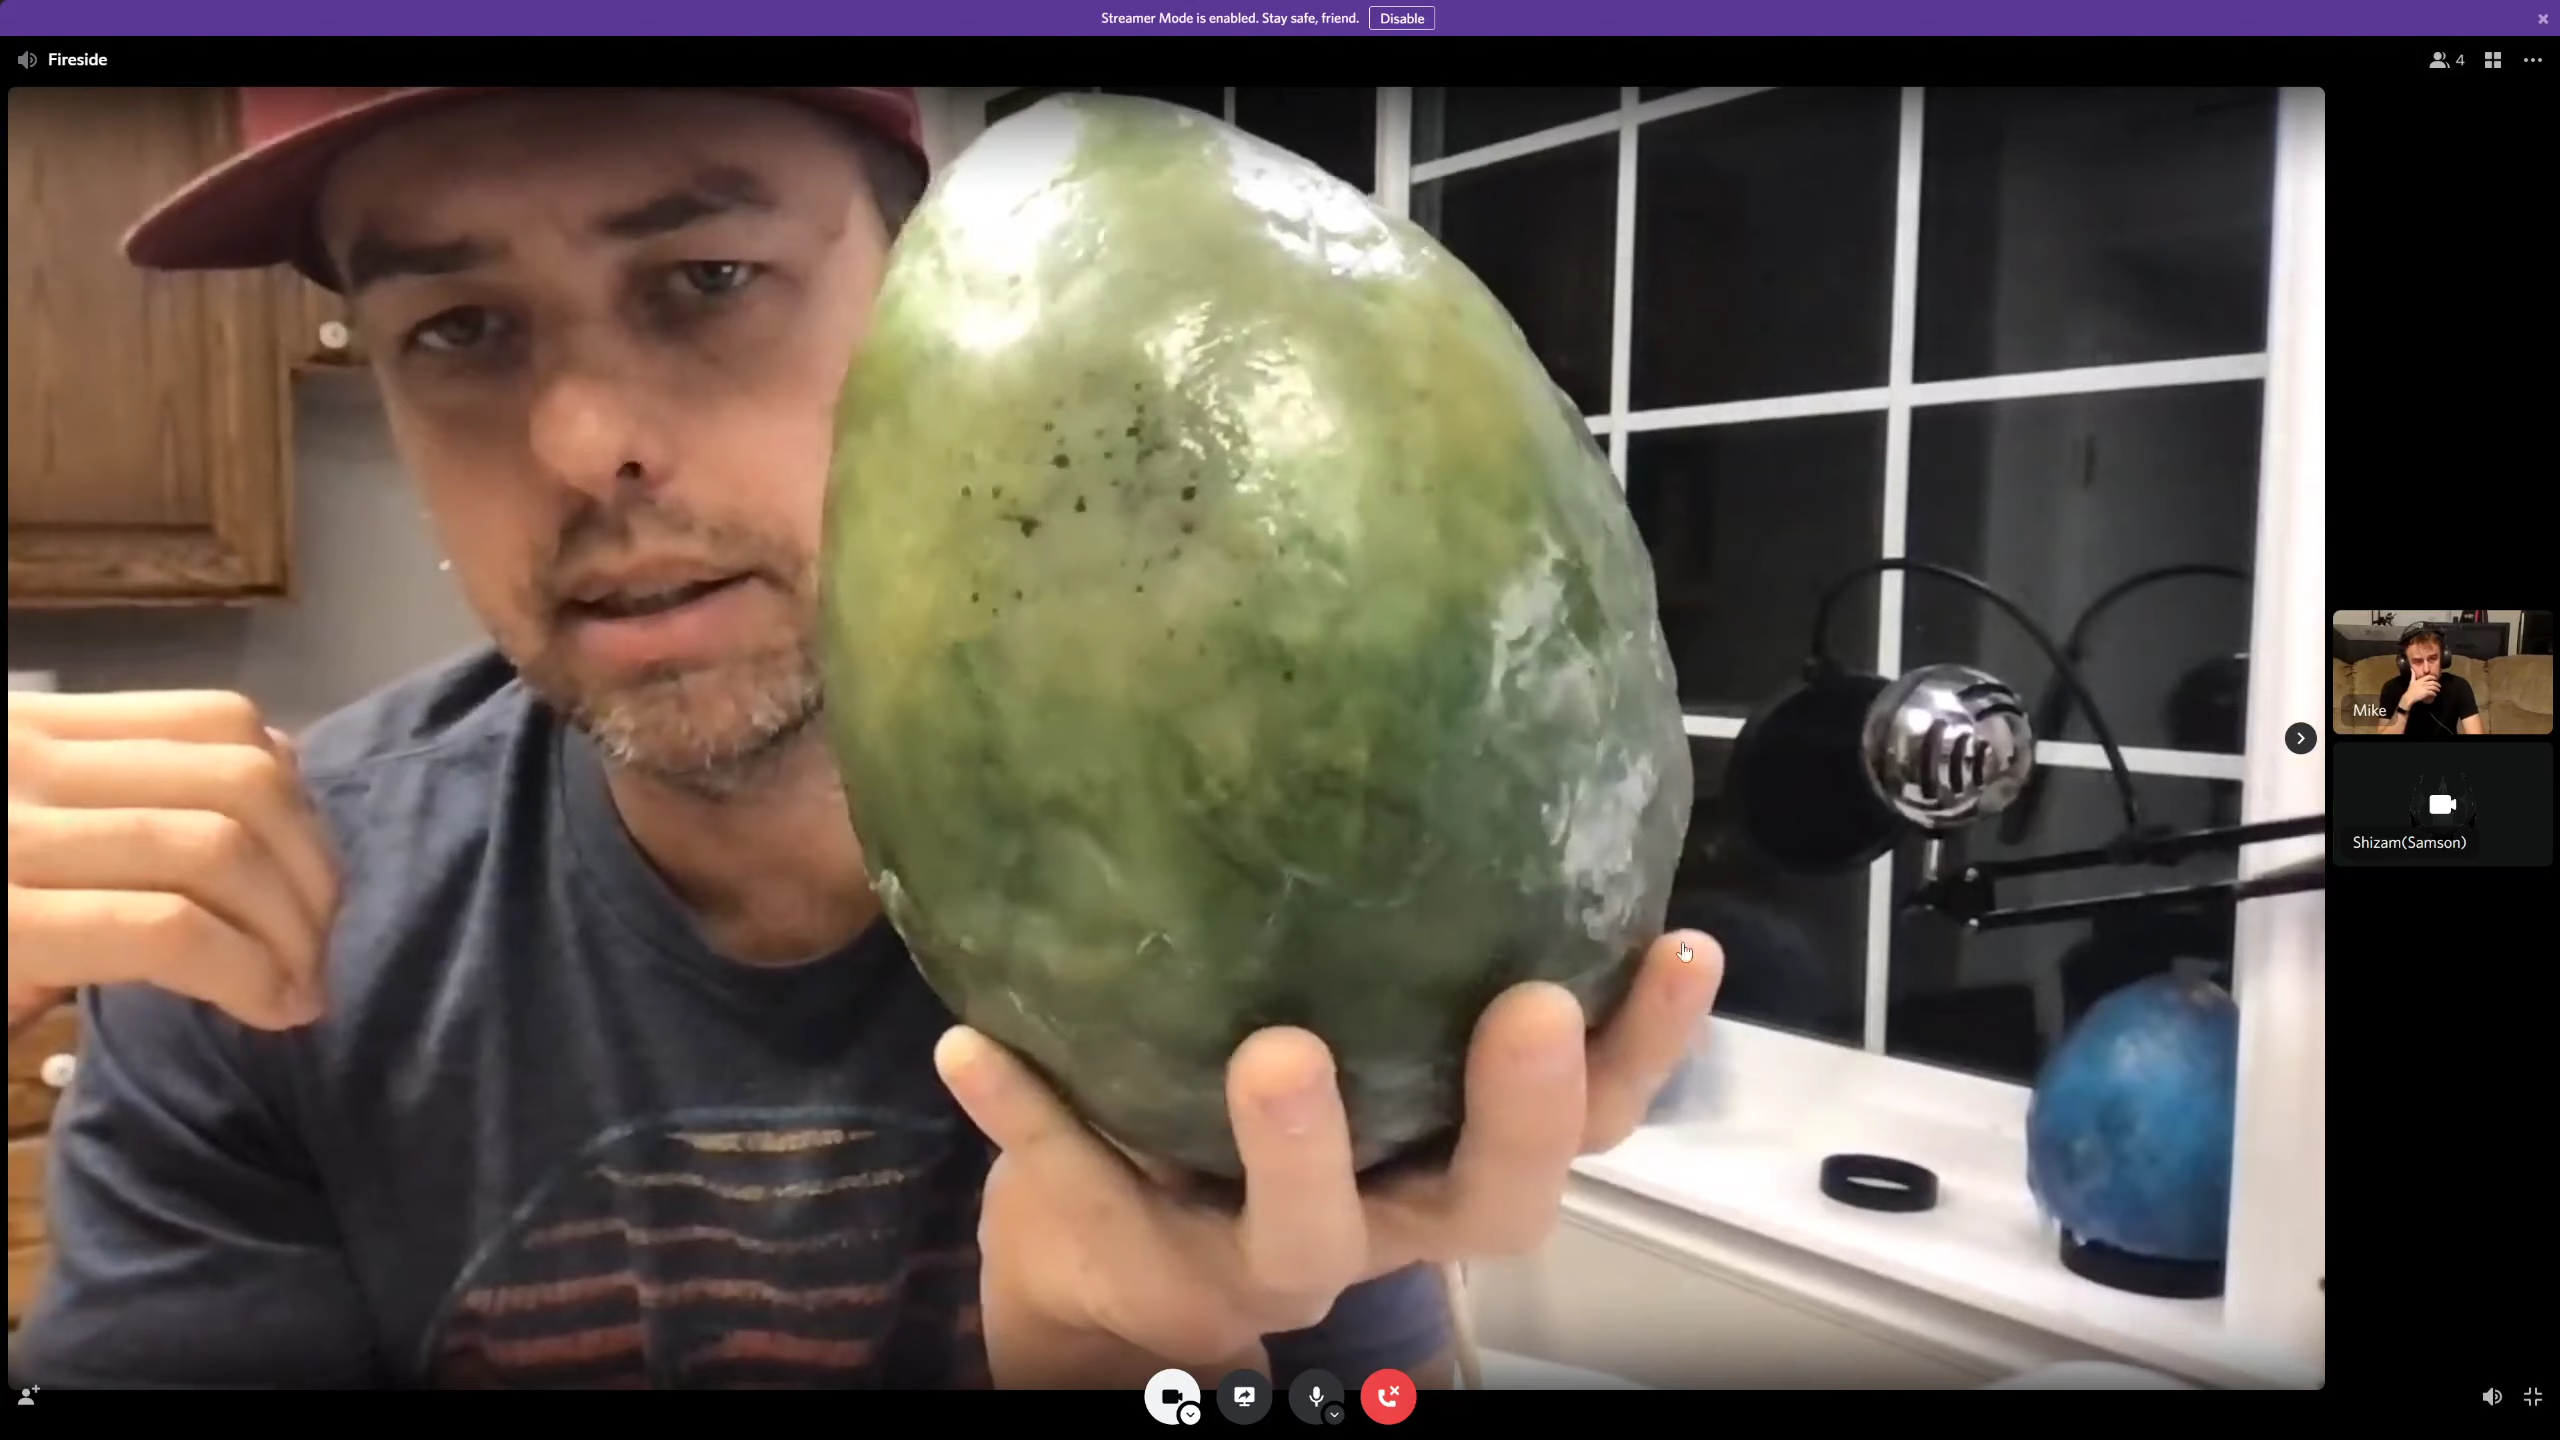 Streamer Mode is enabled. Stay safe, friend.
Disable
Fireside
4
Mike
Shizam(Samson)